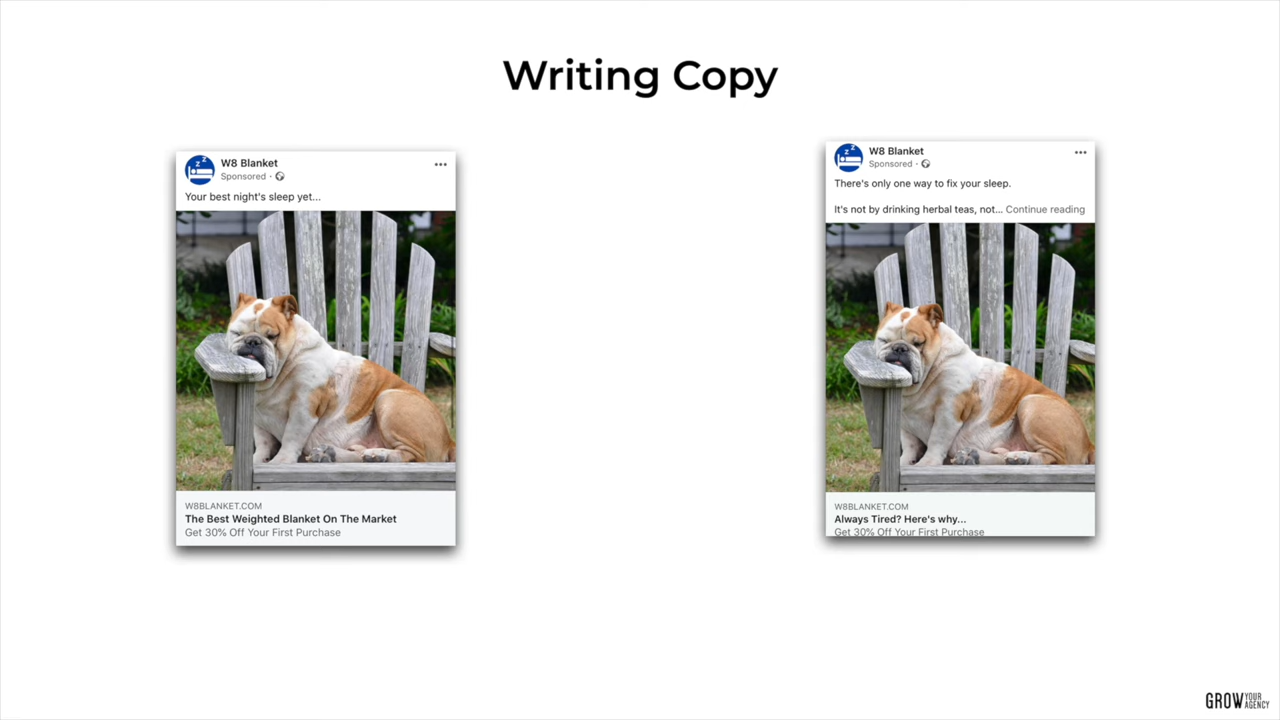 Writing Copy
W8 Blanket
Sponsored ·
Your best night's sleep yet...
W8BLANKET.COM
The Best Weighted Blanket On The Market
Get 30% Off Your First Purchase
W8 Blanket
Sponsored ·
There's only one way to fix your sleep.
It's not by drinking herbal teas, not... Continue reading
W8BLANKET.COM
Always Tired? Here's why...
Get 30% Off Your First Purchase
GROW YOUR AGENCY